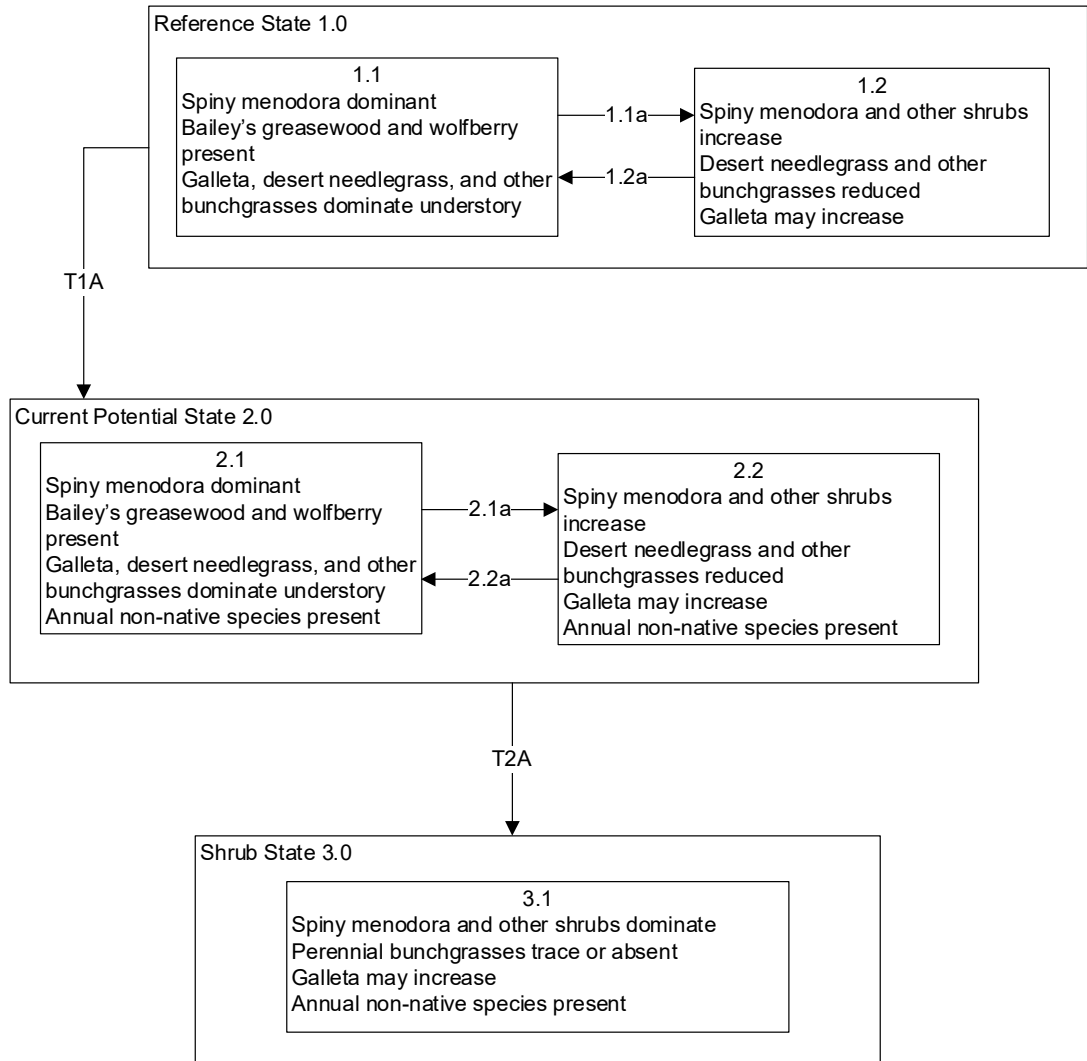 Reference State 1.0
1.1
Spiny menodora dominant
Bailey's greasewood and wolfberry
present
Galleta, desert needlegrass, and other
bunchgrasses dominate understory
1.1a
1.2a
1.2
Spiny menodora and other shrubs
increase
Desert needlegrass and other
bunchgrasses reduced
Galleta may increase
T1A
Current Potential State 2.0
2.1
Spiny menodora dominant
Bailey's greasewood and wolfberry
present
Galleta, desert needlegrass, and other
bunchgrasses dominate understory
Annual non-native species present
2.1a
2.2a
2.2
Spiny menodora and other shrubs
increase
Desert needlegrass and other
bunchgrasses reduced
Galleta may increase
Annual non-native species present
T2A
Shrub State 3.0
3.1
Spiny menodora and other shrubs dominate
Perennial bunchgrasses trace or absent
Galleta may increase
Annual non-native species present